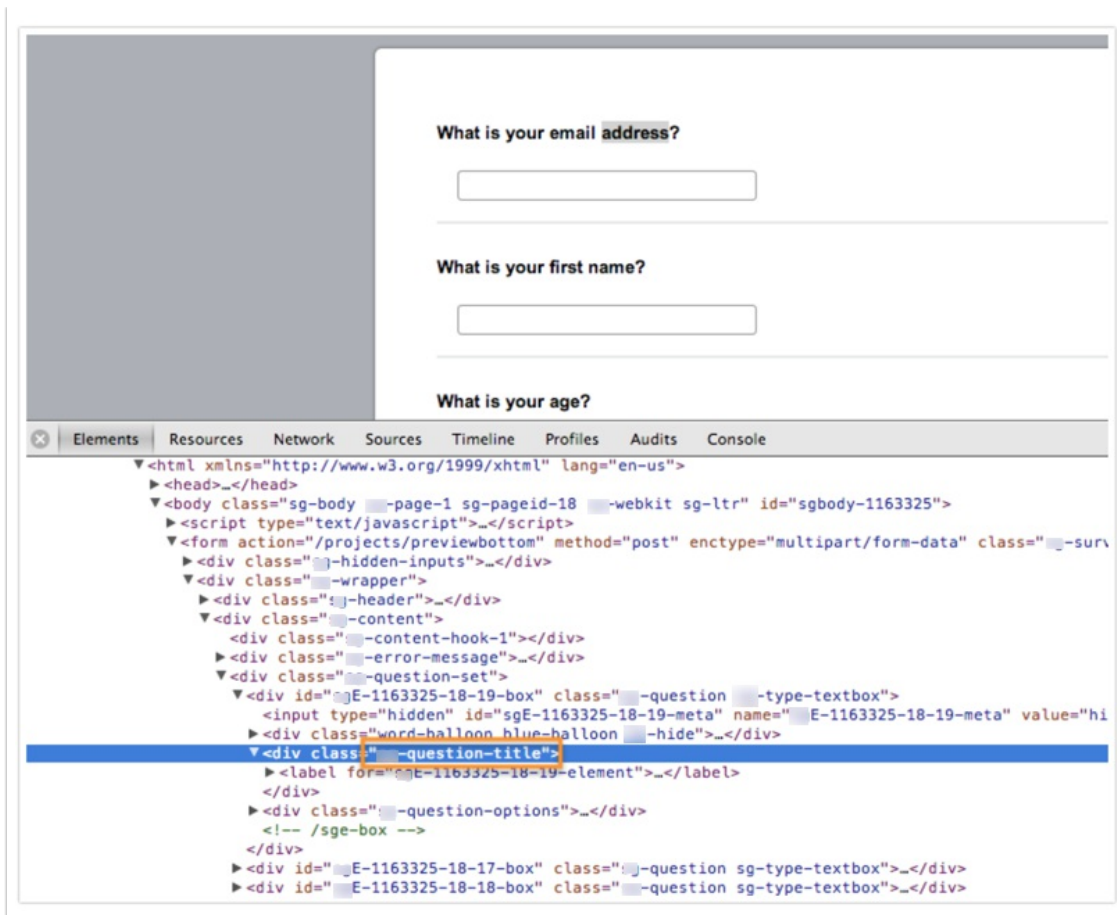 What is your email address?
What is your first name?
What is your age?
Elements Resources Network Sources Timeline Profiles Audits Console
▼<html xmlns="http://www.w3.org/1999/xhtml" lang="en-us">
▶<head>…</head>
▼<body class="sg-body -page-1 sg-pageid-18 -webkit sg-ltr" id="sgbody-1163325">
▶<script type="text/javascript">…</script>
▼<form action="/projects/previewbottom" method="post" enctype="multipart/form-data" class=" -surv
▶<div class=" -hidden-inputs">…</div>
▼<div class=" -wrapper">
▶<div class=" -header">…</div>
▼<div class=" -content">
<div class=" -content-hook-1"></div>
▶<div class=" -error-message">…</div>
▼<div class=" -question-set">
▼<div id=" E-1163325-18-19-box" class=" -question -type-textbox">
<input type="hidden" id="sgE-1163325-18-19-meta" name=" E-1163325-18-19-meta" value="hi
▶<div class="word-balloon blue-balloon -hide">…</div>
▼<div class=" -question-title">
▶<label for=" E-1163325-18-19-element">…</label>
</div>
▶<div class=" -question-options">…</div>
<!-- /sge-box -->
</div>
▶<div id=" E-1163325-18-17-box" class=" -question sg-type-textbox">…</div>
▶<div id=" E-1163325-18-18-box" class=" -question sg-type-textbox">…</div>